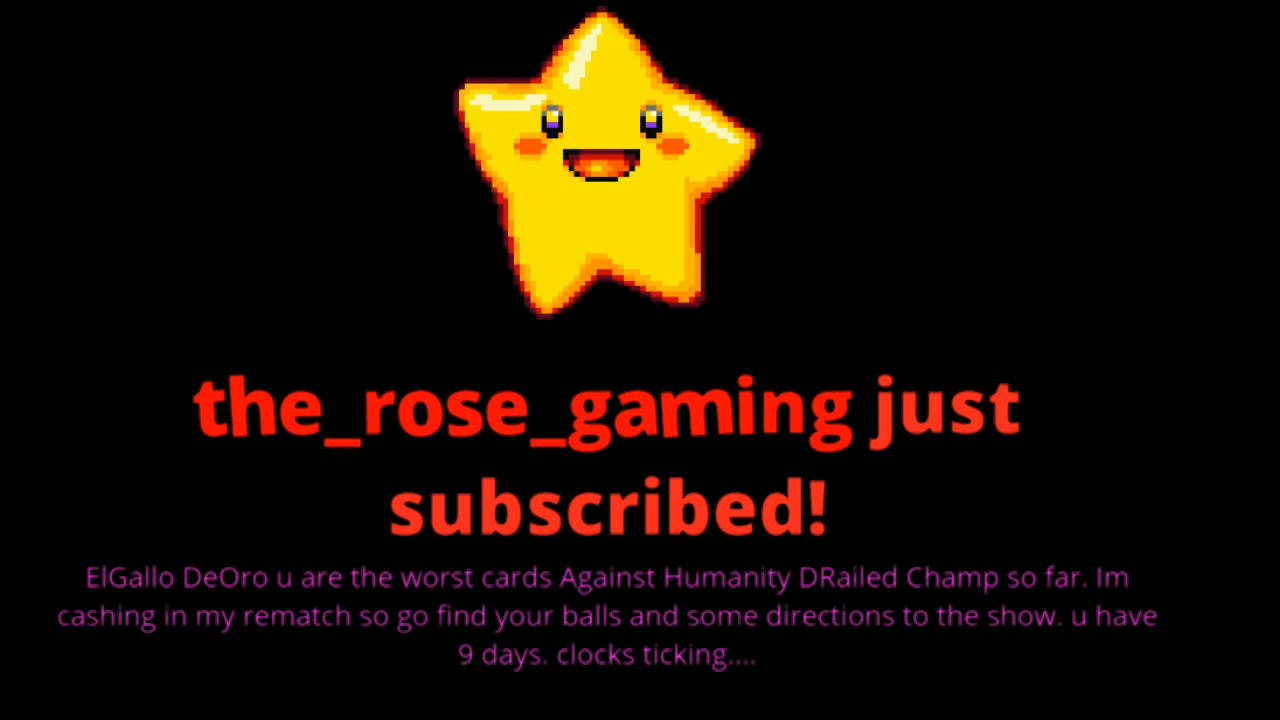 the_rose_gaming just
subscribed!
ElGallo DeOro u are the worst cards Against Humanity DRailed Champ so far. Im
cashing in my rematch so go find your balls and some directions to the show. u have
9 days. clocks ticking....